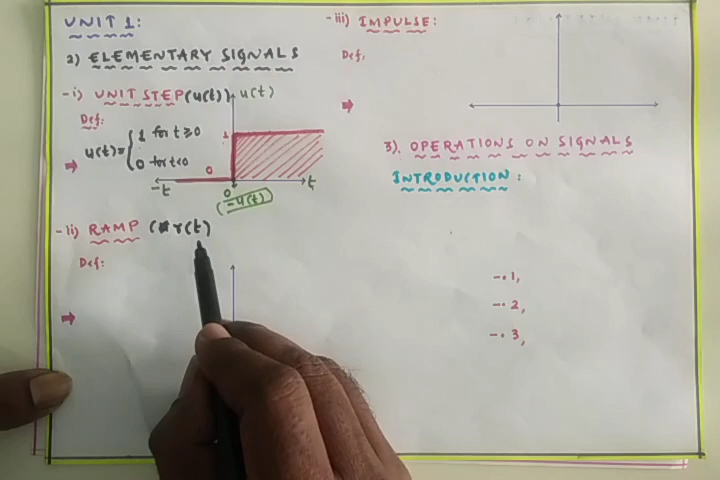 UNIT 1:
2) ELEMENTARY SIGNALS
-i) UNIT STEP (u(t))
u(t)
Def:
u(t)= { 1 for t≥0
0 for t<0
1
0
-t
0
t
(-u(t))
-ii) RAMP (r(t)
Def:
-iii) IMPULSE:
Def,
3). OPERATIONS ON SIGNALS
INTRODUCTION:
-. 1,
-. 2,
-. 3,